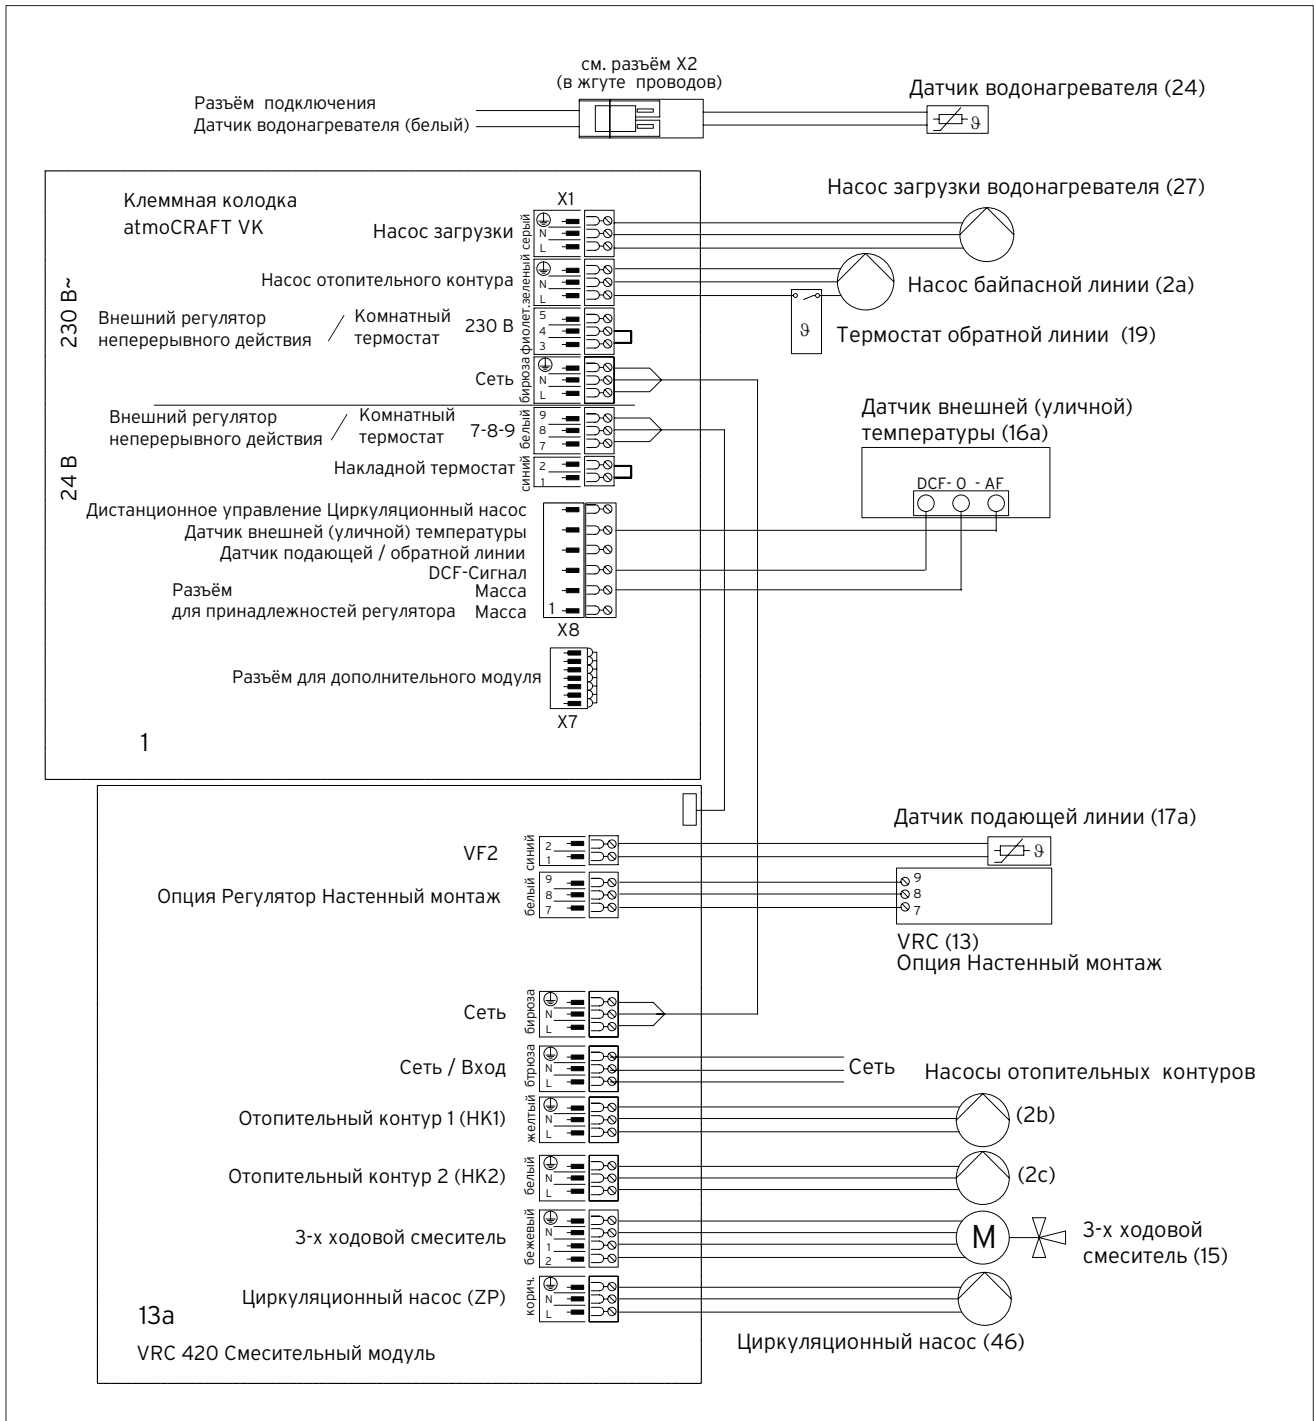 см. разъём X2
(в жгуте проводов)
Датчик водонагревателя (24)
Разъём подключения
Датчик водонагревателя (белый)
ϑ
Клеммная колодка
atmoCRAFT VK
X1
Насос загрузки водонагревателя (27)
230 В~
Насос загрузки
серый
N
L
Насос отопительного контура
зеленый
N
L
Насос байпасной линии (2a)
ϑ
Термостат обратной линии (19)
Внешний регулятор
неперерывного действия
/
Комнатный
термостат
230 В
фиолет.
5
4
3
Сеть
бирюза
N
L
24 В
Внешний регулятор
неперерывного действия
/
Комнатный
термостат
7-8-9
белый
9
8
7
Датчик внешней (уличной)
температуры (16a)
DCF- O - AF
Накладной термостат
синий
2
1
Дистанционное управление Циркуляционный насос
Датчик внешней (уличной) температуры
Датчик подающей / обратной линии
DCF-Сигнал
Разъём
для принадлежностей регулятора
Масса
Масса
1
X8
Разъём для дополнительного модуля
X7
1
Датчик подающей линии (17a)
VF2
синий
2
1
ϑ
Опция Регулятор Настенный монтаж
белый
9
8
7
9
8
7
VRC (13)
Опция Настенный монтаж
Сеть
бирюза
N
L
Сеть / Вход
бтрюза
N
L
Сеть
Насосы отопительных контуров
Отопительный контур 1 (HK1)
желтый
N
L
(2b)
Отопительный контур 2 (HK2)
белый
N
L
(2c)
3-х ходовой смеситель
бежевый
N
1
2
M
3-х ходовой
смеситель (15)
Циркуляционный насос (ZP)
корич.
N
L
Циркуляционный насос (46)
13a
VRC 420 Смесительный модуль